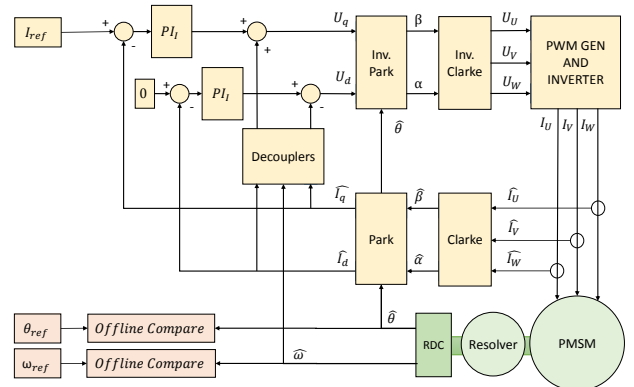 I_ref
+
-
PI_I
+
+
U_q
Inv.
Park
β
α
Inv.
Clarke
U_U
U_V
U_W
PWM GEN
AND
INVERTER
0
+
-
PI_I
+
-
U_d
I_U I_V I_W
θ̂
Decouplers
Î_q
Î_d
Park
β̂
α̂
Clarke
Î_U
Î_V
Î_W
θ_ref
Offline Compare
θ̂
RDC
Resolver
PMSM
ω_ref
Offline Compare
ω̂